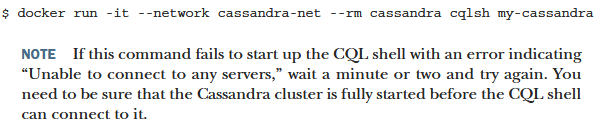 $ docker run -it --network cassandra-net --rm cassandra cqlsh my-cassandra
NOTE If this command fails to start up the CQL shell with an error indicating
“Unable to connect to any servers,” wait a minute or two and try again. You
need to be sure that the Cassandra cluster is fully started before the CQL shell
can connect to it.